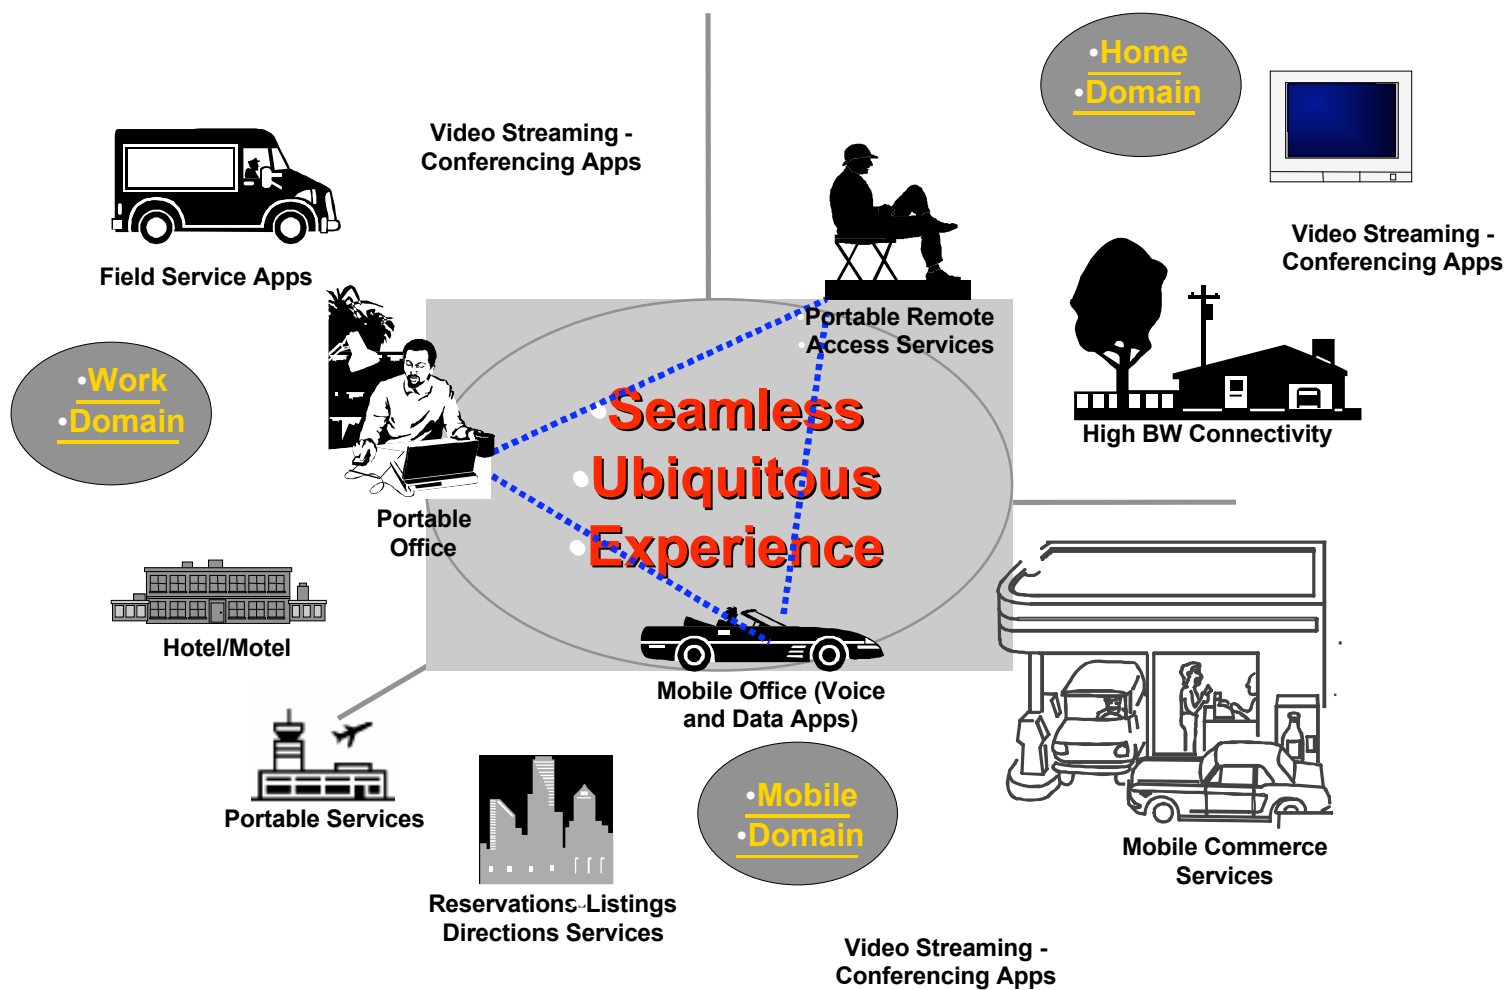 •Home
•Domain
Video Streaming -
Conferencing Apps
Field Service Apps
Video Streaming -
Conferencing Apps
•Portable Remote
•Access Services
•Work
•Domain
•Seamless
•Ubiquitous
•Experience
High BW Connectivity
Portable
Office
Hotel/Motel
Mobile Office (Voice
and Data Apps)
Portable Services
•Mobile
•Domain
Mobile Commerce
Services
Reservations-Listings
Directions Services
Video Streaming -
Conferencing Apps